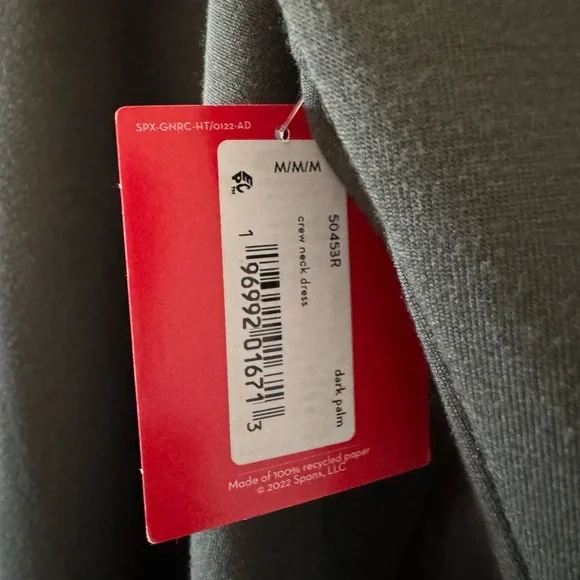 SPX-GNRC-HT/0122-AD
M/M/M
EPC™
50453R
dark palm
crew neck dress
1 96992 01671 3
Made of 100% recycled paper
© 2022 Spanx, LLC